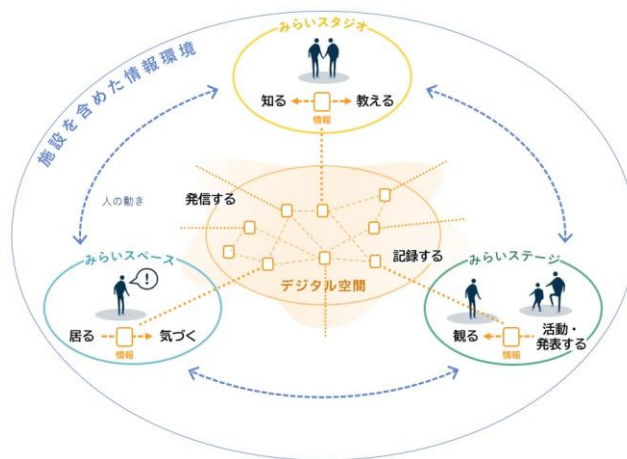 みらいスタジオ
施設を含めた情報環境
知る
教える
情報
人の動き
発信する
記録する
デジタル空間
みらいスペース
!
居る
気づく
情報
みらいステージ
観る
活動・
発表する
情報